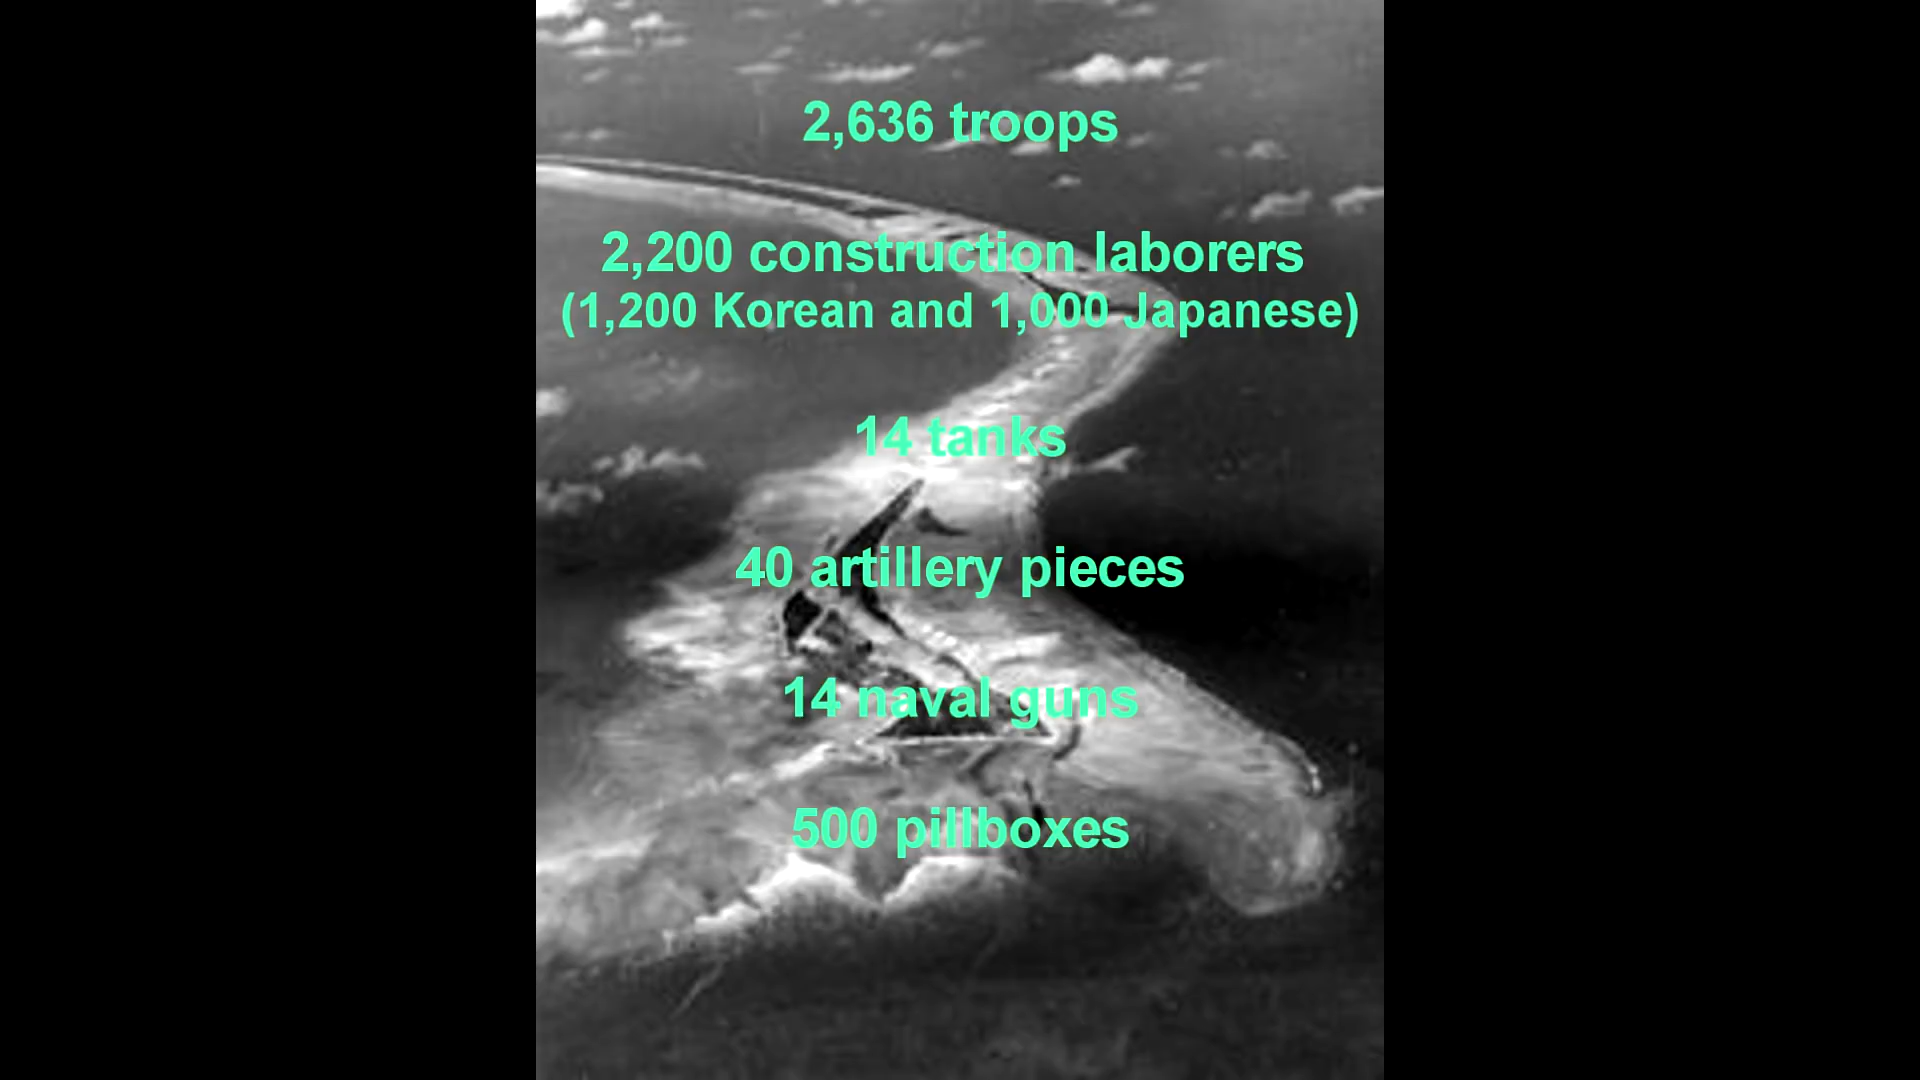 2,636 troops
2,200 construction laborers
(1,200 Korean and 1,000 Japanese)
14 tanks
40 artillery pieces
14 naval guns
500 pillboxes